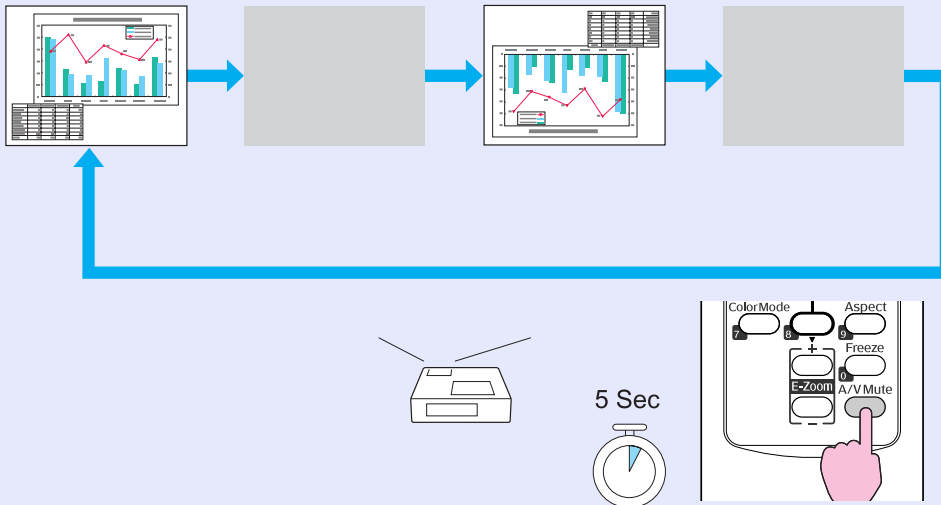 5 Sec
ColorMode
Aspect
7
8
9
+
Freeze
0
E-Zoom
A/V Mute
−